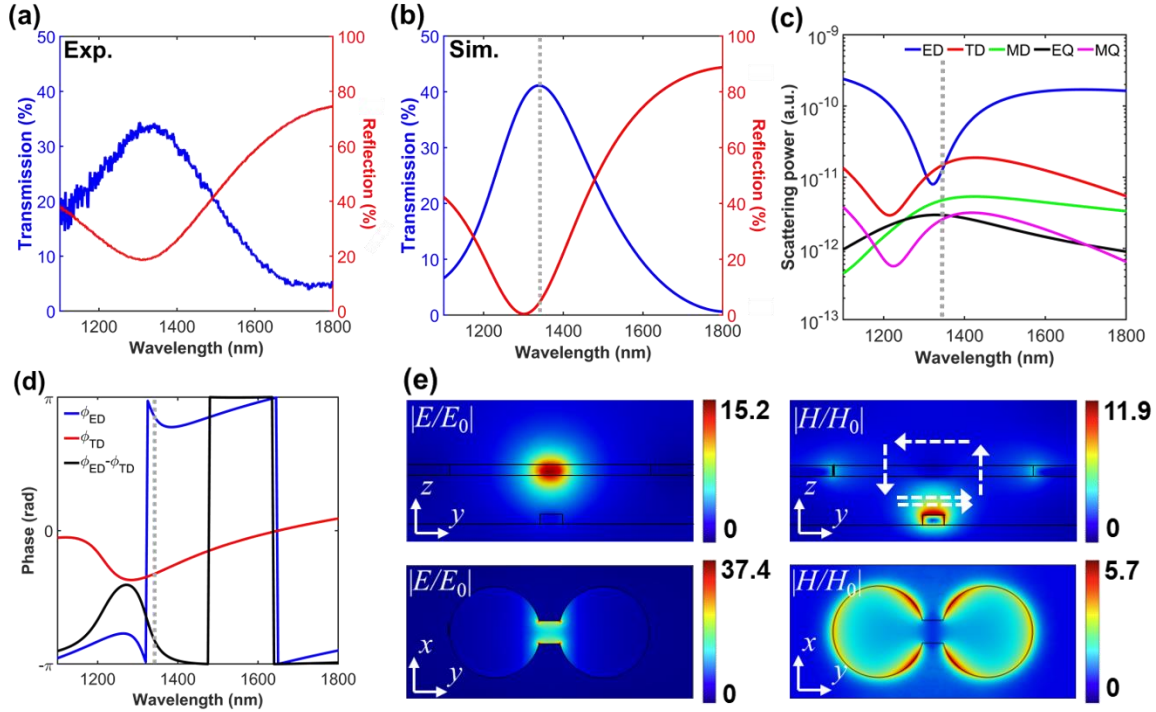 (a)
Exp.
Transmission (%)
50
40
30
20
10
0
100
80
60
40
20
0
Reflection (%)
1200 1400 1600 1800
Wavelength (nm)
(b)
Sim.
Transmission (%)
50
40
30
20
10
0
100
80
60
40
20
0
Reflection (%)
1200 1400 1600 1800
Wavelength (nm)
(c)
ED TD MD EQ MQ
Scattering power (a.u.)
10⁻⁹
10⁻¹⁰
10⁻¹¹
10⁻¹²
10⁻¹³
1200 1400 1600 1800
Wavelength (nm)
(d)
ϕED
ϕTD
ϕED-ϕTD
Phase (rad)
π
0
-π
1200 1400 1600 1800
Wavelength (nm)
(e)
|E/E₀|
z
y
15.2
0
|H/H₀|
z
y
11.9
0
|E/E₀|
x
y
37.4
0
|H/H₀|
x
y
5.7
0